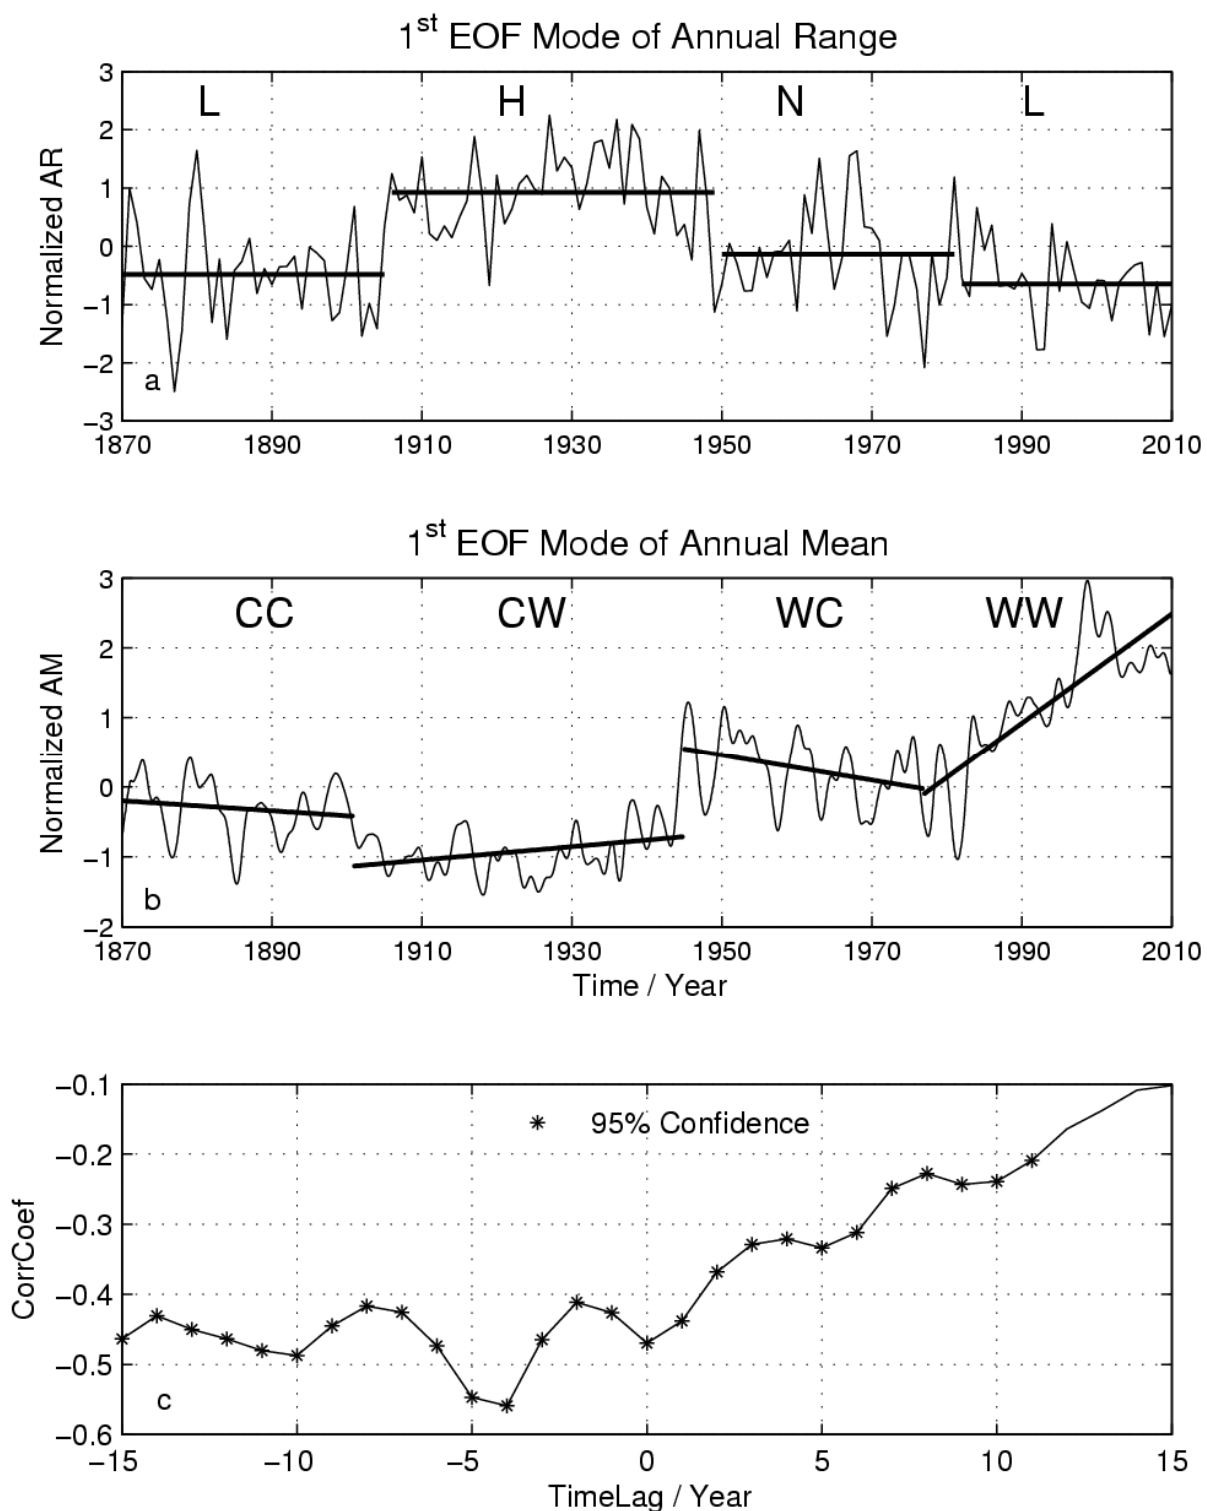 1st EOF Mode of Annual Range
L H N L
3
2
1
0
−1
−2
−3
Normalized AR
a
1870 1890 1910 1930 1950 1970 1990 2010
1st EOF Mode of Annual Mean
CC CW WC WW
3
2
1
0
−1
−2
Normalized AM
b
1870 1890 1910 1930 1950 1970 1990 2010
Time / Year
−0.1
−0.2
−0.3
−0.4
−0.5
−0.6
95% Confidence
CorrCoef
c
−15 −10 −5 0 5 10 15
TimeLag / Year